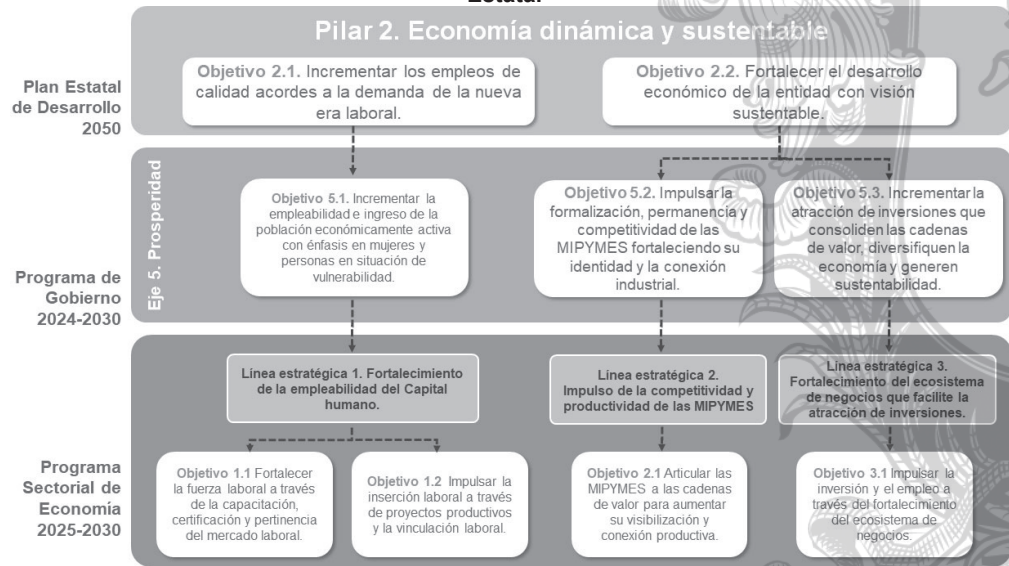 Estatal
Pilar 2. Economía dinámica y sustentable
Plan Estatal
de Desarrollo
2050
Objetivo 2.1. Incrementar los empleos de
calidad acordes a la demanda de la nueva
era laboral.
Objetivo 2.2. Fortalecer el desarrollo
económico de la entidad con visión
sustentable.
Programa de
Gobierno
2024-2030
Eje 5. Prosperidad
Objetivo 5.1. Incrementar la
empleabilidad e ingreso de la
población económicamente activa
con énfasis en mujeres y
personas en situación de
vulnerabilidad.
Objetivo 5.2. Impulsar la
formalización, permanencia y
competitividad de las
MIPYMES fortaleciendo su
identidad y la conexión
industrial.
Objetivo 5.3. Incrementar la
atracción de inversiones que
consoliden las cadenas
de valor, diversifiquen la
economía y generen
sustentabilidad.
Programa
Sectorial de
Economía
2025-2030
Línea estratégica 1. Fortalecimiento
de la empleabilidad del Capital
humano.
Línea estratégica 2.
Impulso de la competitividad y
productividad de las MIPYMES
Línea estratégica 3.
Fortalecimiento del ecosistema
de negocios que facilite la
atracción de inversiones.
Objetivo 1.1 Fortalecer
la fuerza laboral a través
de la capacitación,
certificación y pertinencia
del mercado laboral.
Objetivo 1.2 Impulsar la
inserción laboral a través
de proyectos productivos
y la vinculación laboral.
Objetivo 2.1 Articular las
MIPYMES a las cadenas
de valor para aumentar
su visibilización y
conexión productiva.
Objetivo 3.1 Impulsar la
inversión y el empleo a
través del fortalecimiento
del ecosistema de
negocios.